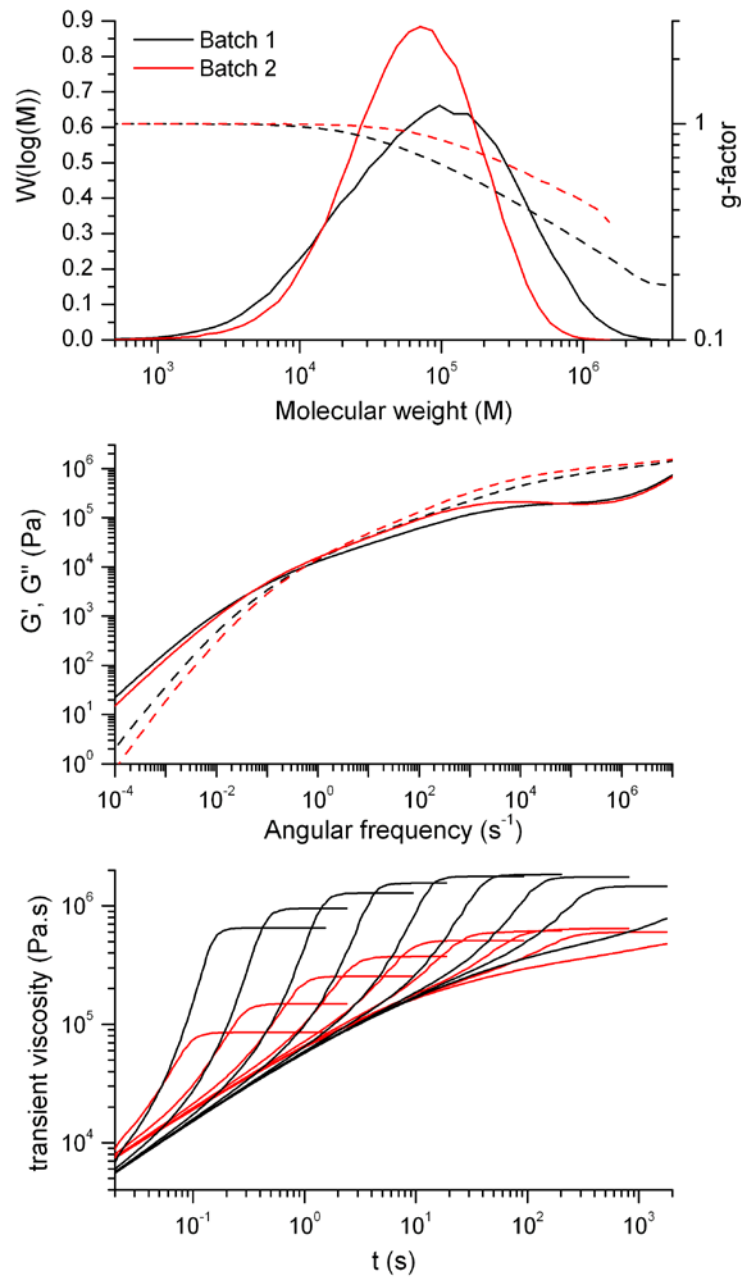 Batch 1
Batch 2
W(log(M))
0.9
0.8
0.7
0.6
0.5
0.4
0.3
0.2
0.1
0.0
1
0.1
g-factor
10³ 10⁴ 10⁵ 10⁶
Molecular weight (M)
G', G'' (Pa)
10⁶
10⁵
10⁴
10³
10²
10¹
10⁰
10⁻⁴ 10⁻² 10⁰ 10² 10⁴ 10⁶
Angular frequency (s⁻¹)
transient viscosity (Pa.s)
10⁶
10⁵
10⁴
10⁻¹ 10⁰ 10¹ 10² 10³
t (s)